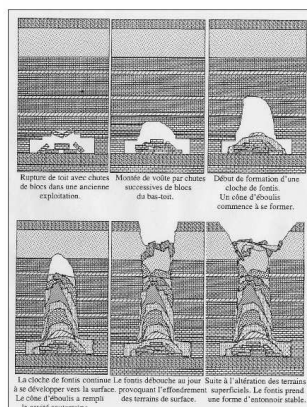 Rupture de toit avec chutes
de blocs dans une ancienne
exploitation.
Montée de voûte par chutes
successives de blocs
du bas-toit.
Début de formation d'une
cloche de fontis.
Un cône d'éboulis
commence à se former.
La cloche de fontis continue
à se développer vers la surface.
Le cône d'éboulis a rempli
Le fontis débouche au jour
provoquant l'effondrement
des terrains de surface.
Suite à l'altération des terrains
superficiels. Le fontis prend
une forme d'entonnoir stable.